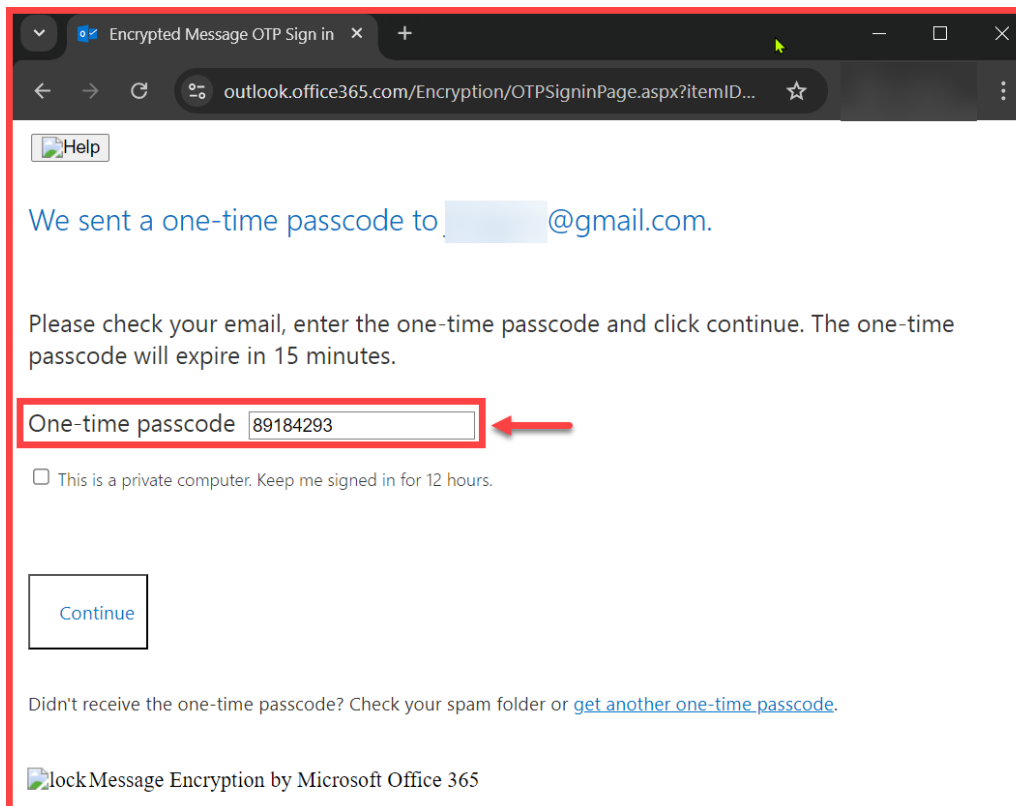 Encrypted Message OTP Sign in
outlook.office365.com/Encryption/OTPSigninPage.aspx?itemID...
Help
We sent a one-time passcode to @gmail.com.
Please check your email, enter the one-time passcode and click continue. The one-time
passcode will expire in 15 minutes.
One-time passcode 89184293
This is a private computer. Keep me signed in for 12 hours.
Continue
Didn't receive the one-time passcode? Check your spam folder or get another one-time passcode.
lock Message Encryption by Microsoft Office 365